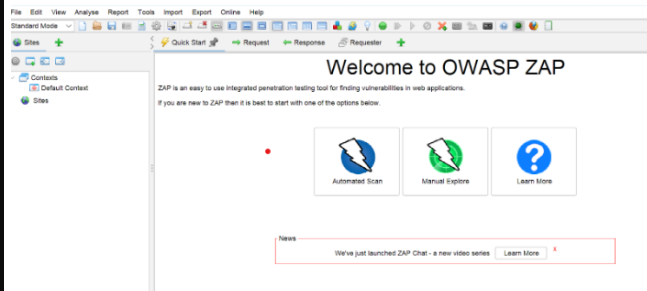 File Edit View Analyse Report Tools Import Export Online Help
Standard Mode
Sites
Quick Start Request Response Requester
Contexts
Default Context
Sites
Welcome to OWASP ZAP
ZAP is an easy to use integrated penetration testing tool for finding vulnerabilities in web applications.
If you are new to ZAP then it is best to start with one of the options below.
Automated Scan Manual Explore Learn More
News
We've just launched ZAP Chat - a new video series Learn More X